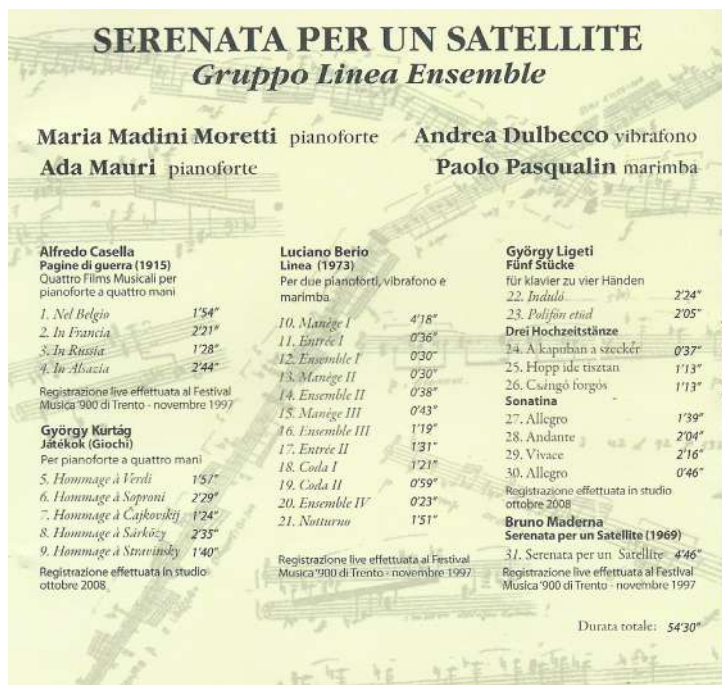 SERENATA PER UN SATELLITE
Gruppo Linea Ensemble
Maria Madini Moretti pianoforte
Ada Mauri pianoforte
Andrea Dulbecco vibrafono
Paolo Pasqualin marimba
Alfredo Casella
Pagine di guerra (1915)
Quattro Films Musicali per
pianoforte a quattro mani
1. Nel Belgio 1'54"
2. In Francia 2'21"
3. In Russia 1'28"
4. In Alsazia 2'44"
Registrazione live effettuata al Festival
Musica '900 di Trento - novembre 1997
György Kurtág
Játékok (Giochi)
Per pianoforte a quattro mani
5. Hommage à Verdi 1'57"
6. Hommage à Soproni 2'29"
7. Hommage à Čajkovskij 1'24"
8. Hommage à Sárközy 2'35"
9. Hommage à Stravinsky 1'40"
Registrazione effettuata in studio
ottobre 2008
Luciano Berio
Linea (1973)
Per due pianoforti, vibrafono e
marimba
10. Manège I 4'18"
11. Entrée I 0'36"
12. Ensemble I 0'30"
13. Manège II 0'30"
14. Ensemble II 0'38"
15. Manège III 0'43"
16. Ensemble III 1'19"
17. Entrée II 1'31"
18. Coda I 1'21"
19. Coda II 0'59"
20. Ensemble IV 0'23"
21. Notturno 1'51"
Registrazione live effettuata al Festival
Musica '900 di Trento - novembre 1997
György Ligeti
Fünf Stücke
für klavier zu vier Händen
22. Induló 2'24"
23. Polifón etüd 2'05"
Drei Hochzeitstänze
24. A kapuban a szeckér 0'37"
25. Hopp ide tisztan 1'13"
26. Csángó forgós 1'13"
Sonatina
27. Allegro 1'39"
28. Andante 2'04"
29. Vivace 2'16"
30. Allegro 0'46"
Registrazione effettuata in studio
ottobre 2008
Bruno Maderna
Serenata per un Satellite (1969)
31. Serenata per un Satellite 4'46"
Registrazione live effettuata al Festival
Musica '900 di Trento - novembre 1997
Durata totale: 54'30"